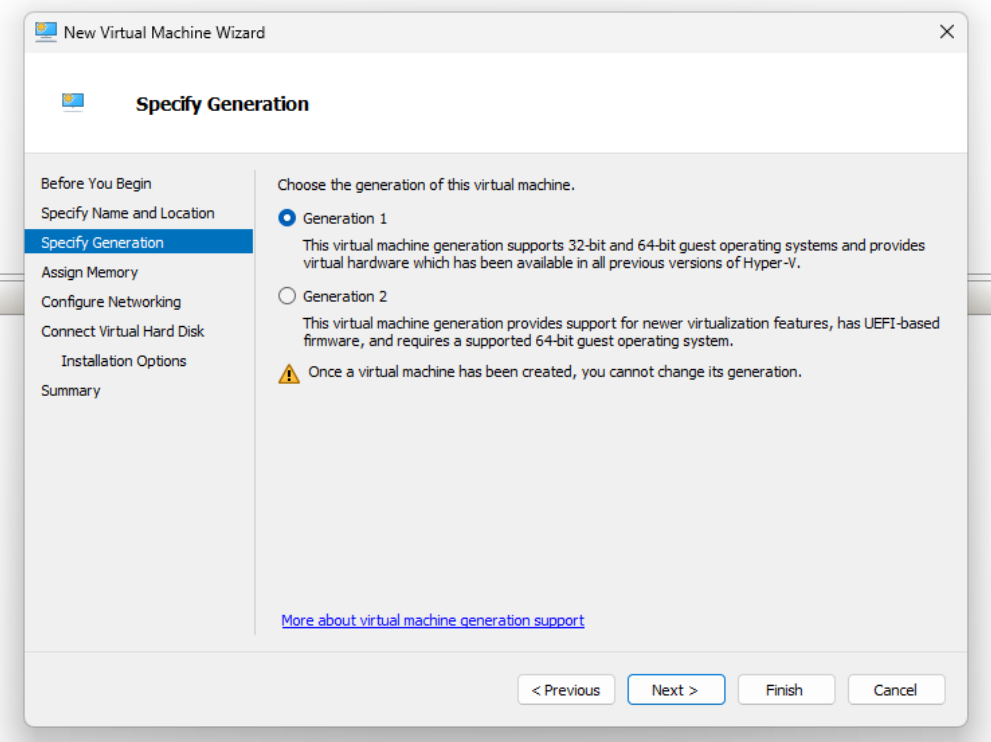 New Virtual Machine Wizard
Specify Generation
Before You Begin
Specify Name and Location
Specify Generation
Assign Memory
Configure Networking
Connect Virtual Hard Disk
Installation Options
Summary
Choose the generation of this virtual machine.
Generation 1
This virtual machine generation supports 32-bit and 64-bit guest operating systems and provides
virtual hardware which has been available in all previous versions of Hyper-V.
Generation 2
This virtual machine generation provides support for newer virtualization features, has UEFI-based
firmware, and requires a supported 64-bit guest operating system.
Once a virtual machine has been created, you cannot change its generation.
More about virtual machine generation support
< Previous
Next >
Finish
Cancel